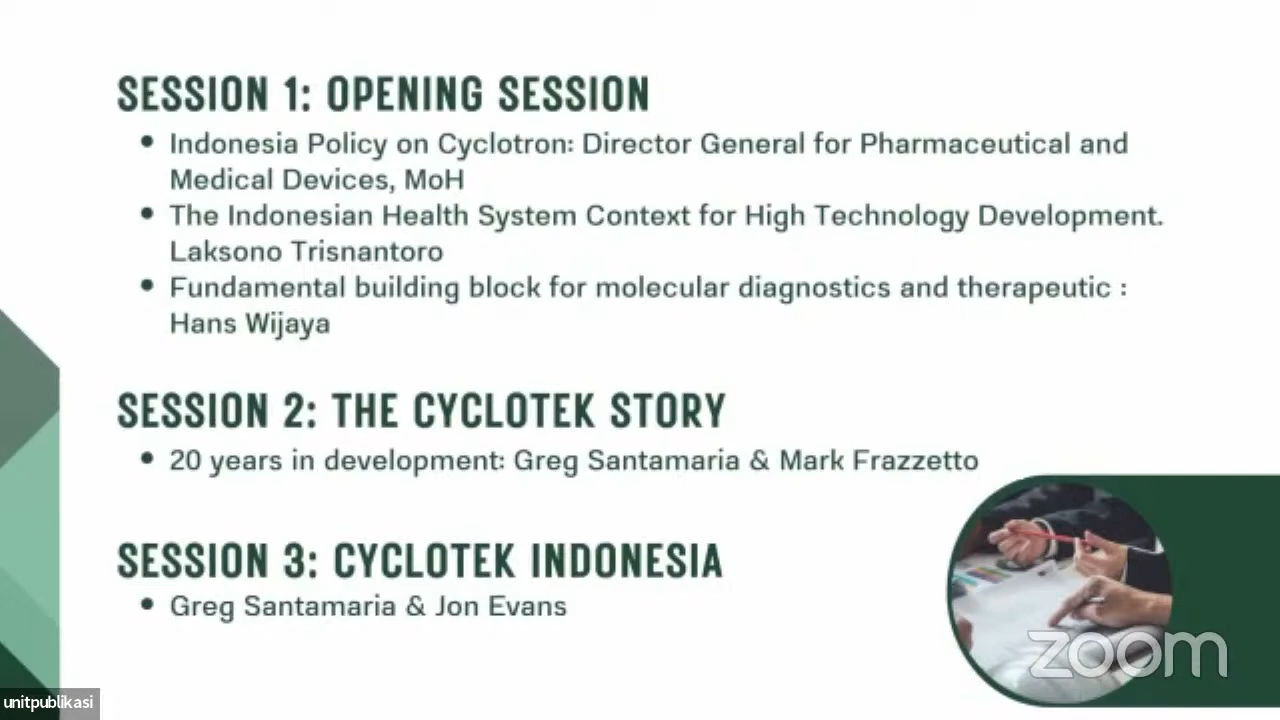 SESSION 1: OPENING SESSION
• Indonesia Policy on Cyclotron: Director General for Pharmaceutical and
Medical Devices, MoH
• The Indonesian Health System Context for High Technology Development.
Laksono Trisnantoro
• Fundamental building block for molecular diagnostics and therapeutic :
Hans Wijaya
SESSION 2: THE CYCLOTEK STORY
• 20 years in development: Greg Santamaria & Mark Frazzetto
SESSION 3: CYCLOTEK INDONESIA
• Greg Santamaria & Jon Evans
zoom
unitpublikasi